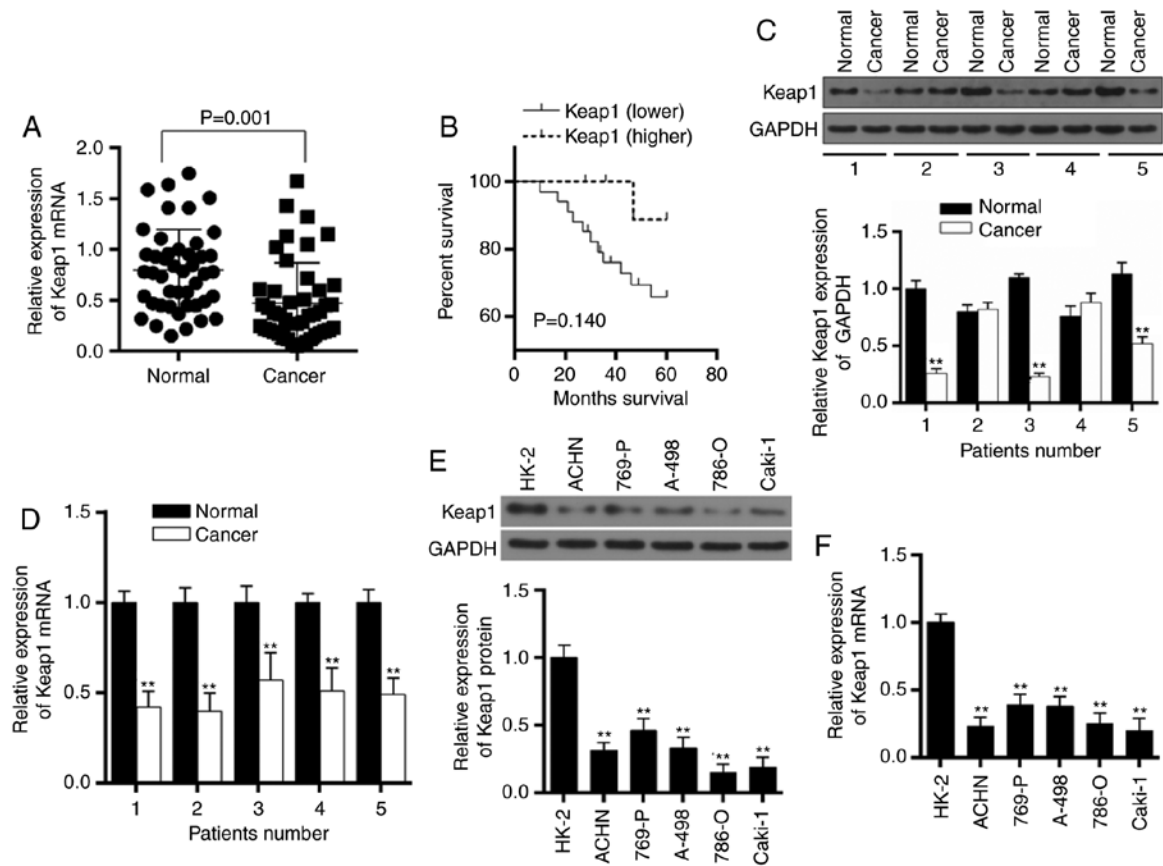 A
P=0.001
2.0
1.5
1.0
0.5
0.0
Relative expression
of Keap1 mRNA
Normal
Cancer
B
Keap1 (lower)
Keap1 (higher)
100
80
60
Percent survival
P=0.140
0 20 40 60 80
Months survival
C
Normal Cancer Normal Cancer Normal Cancer Normal Cancer Normal Cancer
Keap1
GAPDH
1 2 3 4 5
Normal
Cancer
1.5
1.0
0.5
0.0
Relative Keap1 expression
of GAPDH
** ** **
1 2 3 4 5
Patients number
D
Normal
Cancer
1.5
1.0
0.5
0.0
Relative expression
of Keap1 mRNA
** ** ** ** **
1 2 3 4 5
Patients number
E
HK-2 ACHN 769-P A-498 786-O Caki-1
Keap1
GAPDH
1.5
1.0
0.5
0.0
Relative expression
of Keap1 protein
** ** ** ** **
HK-2 ACHN 769-P A-498 786-O Caki-1
F
1.5
1.0
0.5
0.0
Relative expression
of Keap1 mRNA
** ** ** ** **
HK-2 ACHN 769-P A-498 786-O Caki-1